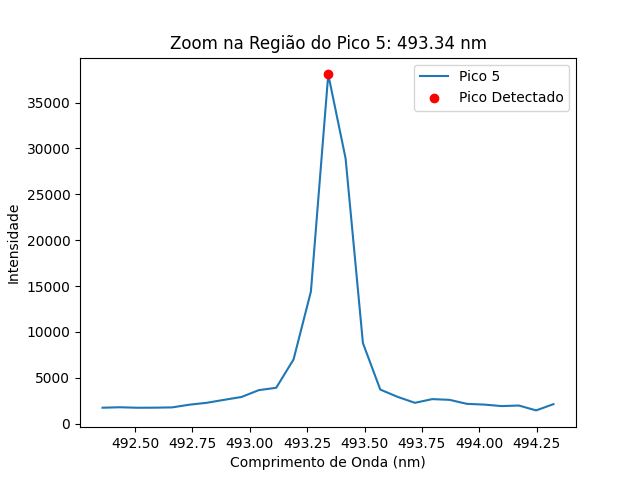 Zoom na Região do Pico 5: 493.34 nm
Pico 5
Pico Detectado
35000
30000
25000
20000
15000
10000
5000
0
Intensidade
492.50 492.75 493.00 493.25 493.50 493.75 494.00 494.25
Comprimento de Onda (nm)